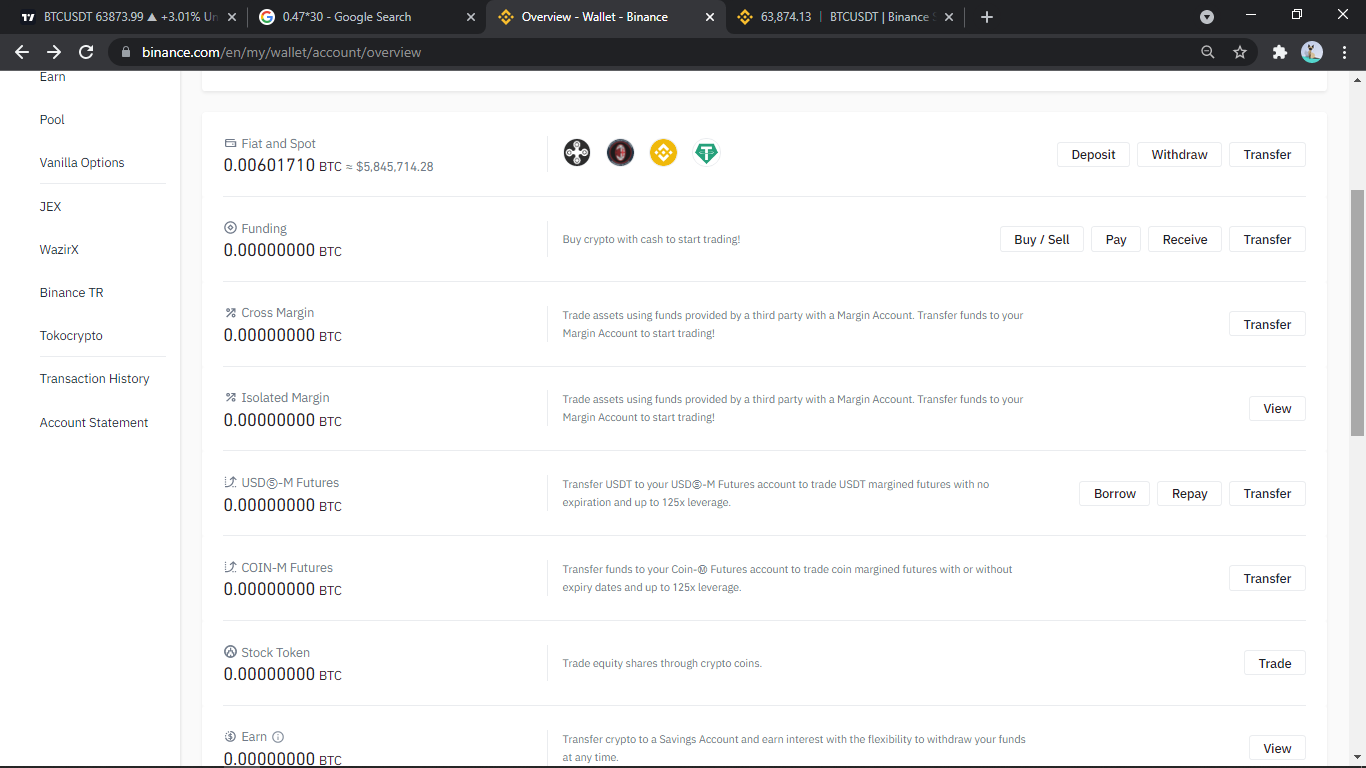 BTCUSDT 63873.99 ▲ +3.01% Un
0.47*30 - Google Search
Overview - Wallet - Binance
63,874.13 | BTCUSDT | Binance S
binance.com/en/my/wallet/account/overview
Earn
Pool
Vanilla Options
JEX
WazirX
Binance TR
Tokocrypto
Transaction History
Account Statement
Fiat and Spot
0.00601710 BTC ≈ $5,845,714.28
Deposit
Withdraw
Transfer
Funding
0.00000000 BTC
Buy crypto with cash to start trading!
Buy / Sell
Pay
Receive
Transfer
Cross Margin
0.00000000 BTC
Trade assets using funds provided by a third party with a Margin Account. Transfer funds to your
Margin Account to start trading!
Transfer
Isolated Margin
0.00000000 BTC
Trade assets using funds provided by a third party with a Margin Account. Transfer funds to your
Margin Account to start trading!
View
USDⓈ-M Futures
0.00000000 BTC
Transfer USDT to your USDⓈ-M Futures account to trade USDT margined futures with no
expiration and up to 125x leverage.
Borrow
Repay
Transfer
COIN-M Futures
0.00000000 BTC
Transfer funds to your Coin-Ⓜ Futures account to trade coin margined futures with or without
expiry dates and up to 125x leverage.
Transfer
Stock Token
0.00000000 BTC
Trade equity shares through crypto coins.
Trade
Earn
0.00000000 BTC
Transfer crypto to a Savings Account and earn interest with the flexibility to withdraw your funds
at any time.
View